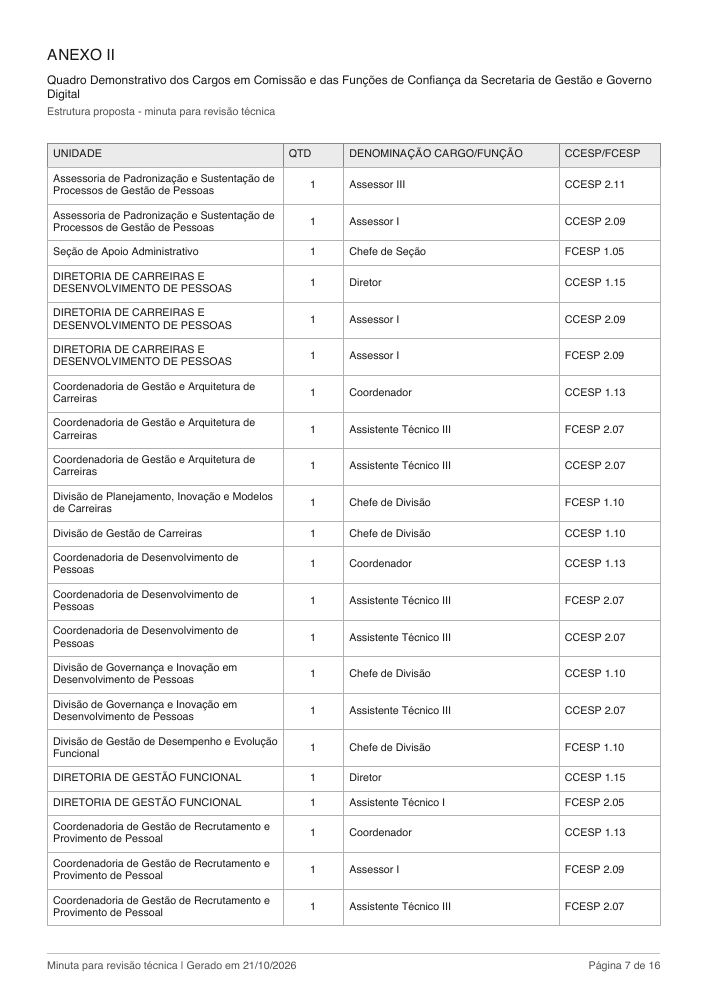 ANEXO II
Quadro Demonstrativo dos Cargos em Comissão e das Funções de Confiança da Secretaria de Gestão e Governo
Digital
Estrutura proposta - minuta para revisão técnica
UNIDADE QTD DENOMINAÇÃO CARGO/FUNÇÃO CCESP/FCESP
Assessoria de Padronização e Sustentação de
Processos de Gestão de Pessoas 1 Assessor III CCESP 2.11
Assessoria de Padronização e Sustentação de
Processos de Gestão de Pessoas 1 Assessor I CCESP 2.09
Seção de Apoio Administrativo 1 Chefe de Seção FCESP 1.05
DIRETORIA DE CARREIRAS E
DESENVOLVIMENTO DE PESSOAS 1 Diretor CCESP 1.15
DIRETORIA DE CARREIRAS E
DESENVOLVIMENTO DE PESSOAS 1 Assessor I CCESP 2.09
DIRETORIA DE CARREIRAS E
DESENVOLVIMENTO DE PESSOAS 1 Assessor I FCESP 2.09
Coordenadoria de Gestão e Arquitetura de
Carreiras 1 Coordenador CCESP 1.13
Coordenadoria de Gestão e Arquitetura de
Carreiras 1 Assistente Técnico III FCESP 2.07
Coordenadoria de Gestão e Arquitetura de
Carreiras 1 Assistente Técnico III CCESP 2.07
Divisão de Planejamento, Inovação e Modelos
de Carreiras 1 Chefe de Divisão FCESP 1.10
Divisão de Gestão de Carreiras 1 Chefe de Divisão CCESP 1.10
Coordenadoria de Desenvolvimento de
Pessoas 1 Coordenador CCESP 1.13
Coordenadoria de Desenvolvimento de
Pessoas 1 Assistente Técnico III FCESP 2.07
Coordenadoria de Desenvolvimento de
Pessoas 1 Assistente Técnico III CCESP 2.07
Divisão de Governança e Inovação em
Desenvolvimento de Pessoas 1 Chefe de Divisão CCESP 1.10
Divisão de Governança e Inovação em
Desenvolvimento de Pessoas 1 Assistente Técnico III CCESP 2.07
Divisão de Gestão de Desempenho e Evolução
Funcional 1 Chefe de Divisão FCESP 1.10
DIRETORIA DE GESTÃO FUNCIONAL 1 Diretor CCESP 1.15
DIRETORIA DE GESTÃO FUNCIONAL 1 Assistente Técnico I FCESP 2.05
Coordenadoria de Gestão de Recrutamento e
Provimento de Pessoal 1 Coordenador CCESP 1.13
Coordenadoria de Gestão de Recrutamento e
Provimento de Pessoal 1 Assessor I FCESP 2.09
Coordenadoria de Gestão de Recrutamento e
Provimento de Pessoal 1 Assistente Técnico III FCESP 2.07
Minuta para revisão técnica | Gerado em 21/10/2026 Página 7 de 16